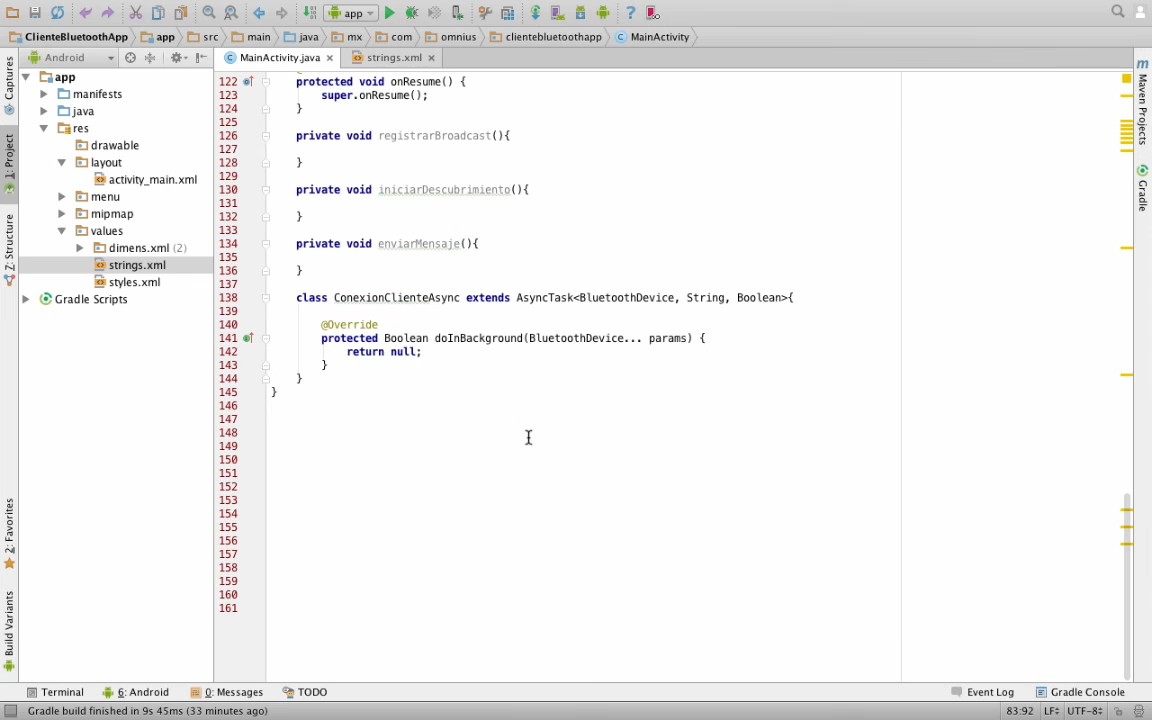 app
ClienteBluetoothApp app src main java mx com omnius clientebluetoothapp MainActivity
Captures
1: Project
Z: Structure
2: Favorites
Build Variants
Android
app
manifests
java
res
drawable
layout
activity_main.xml
menu
mipmap
values
dimens.xml (2)
strings.xml
styles.xml
Gradle Scripts
MainActivity.java strings.xml
122 protected void onResume() {
123 super.onResume();
124 }
125
126 private void registrarBroadcast(){
127
128 }
129
130 private void iniciarDescubrimiento(){
131
132 }
133
134 private void enviarMensaje(){
135
136 }
137
138 class ConexionClienteAsync extends AsyncTask<BluetoothDevice, String, Boolean>{
139
140 @Override
141 protected Boolean doInBackground(BluetoothDevice... params) {
142 return null;
143 }
144 }
145 }
146
147
148
149
150
151
152
153
154
155
156
157
158
159
160
161
Maven Projects
Gradle
Terminal 6: Android 0: Messages TODO Event Log Gradle Console
Gradle build finished in 9s 45ms (33 minutes ago) 83:92 LF UTF-8